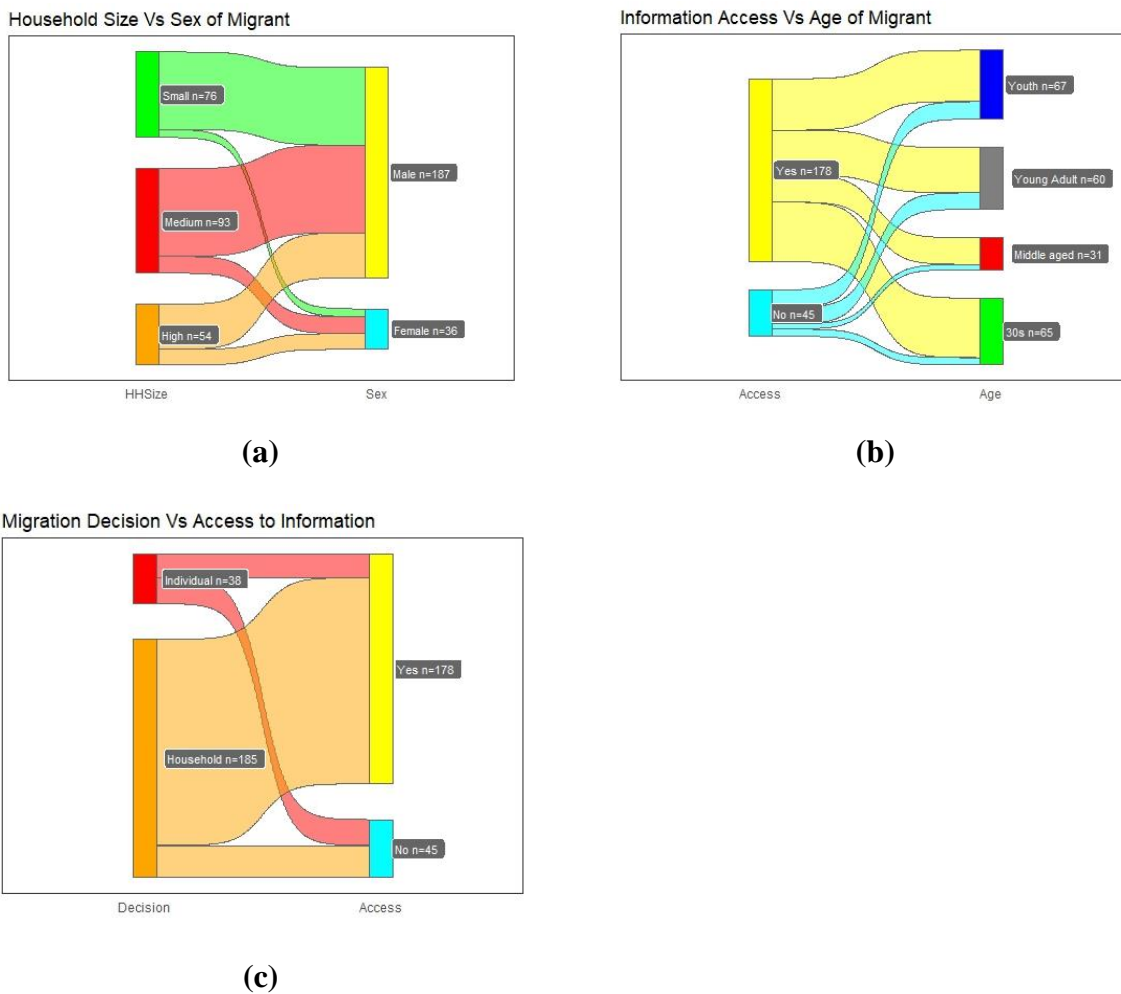 Household Size Vs Sex of Migrant
Small n=76
Medium n=93
High n=54
Male n=187
Female n=36
HHSize
Sex
(a)
Information Access Vs Age of Migrant
Yes n=178
No n=45
Youth n=67
Young Adult n=60
Middle aged n=31
30s n=65
Access
Age
(b)
Migration Decision Vs Access to Information
Individual n=38
Household n=185
Yes n=178
No n=45
Decision
Access
(c)